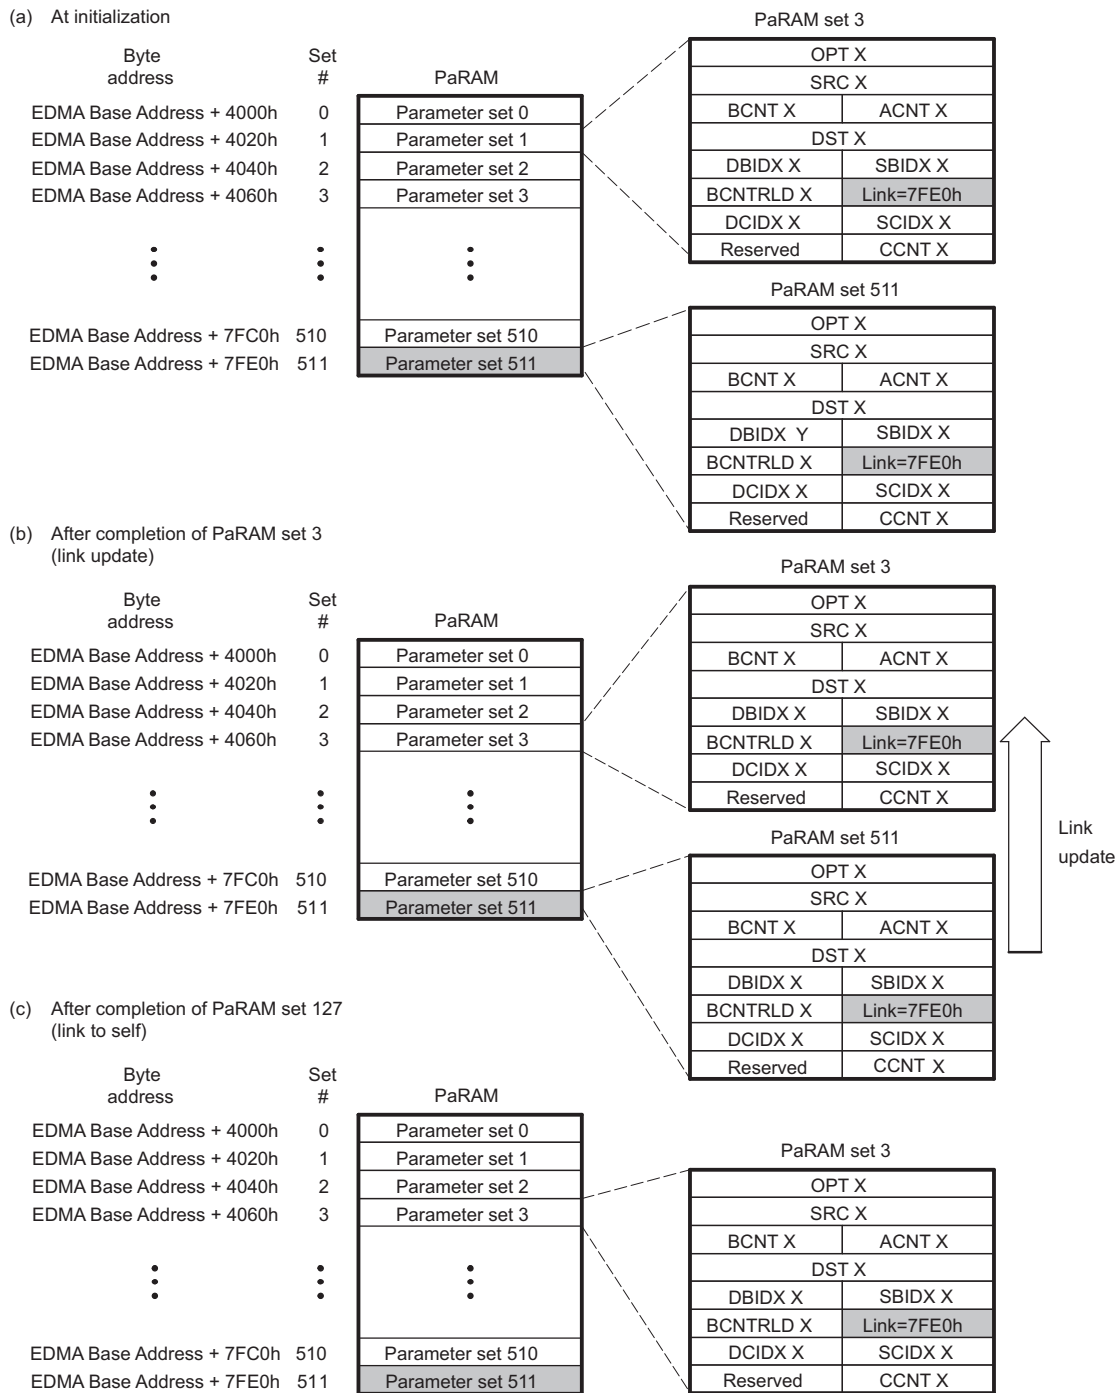 (a) At initialization
Byte address Set # PaRAM
EDMA Base Address + 4000h 0 Parameter set 0
EDMA Base Address + 4020h 1 Parameter set 1
EDMA Base Address + 4040h 2 Parameter set 2
EDMA Base Address + 4060h 3 Parameter set 3
EDMA Base Address + 7FC0h 510 Parameter set 510
EDMA Base Address + 7FE0h 511 Parameter set 511
PaRAM set 3
OPT X
SRC X
BCNT X ACNT X
DST X
DBIDX X SBIDX X
BCNTRLD X Link=7FE0h
DCIDX X SCIDX X
Reserved CCNT X
PaRAM set 511
OPT X
SRC X
BCNT X ACNT X
DST X
DBIDX Y SBIDX X
BCNTRLD X Link=7FE0h
DCIDX X SCIDX X
Reserved CCNT X
(b) After completion of PaRAM set 3
(link update)
Byte address Set # PaRAM
EDMA Base Address + 4000h 0 Parameter set 0
EDMA Base Address + 4020h 1 Parameter set 1
EDMA Base Address + 4040h 2 Parameter set 2
EDMA Base Address + 4060h 3 Parameter set 3
EDMA Base Address + 7FC0h 510 Parameter set 510
EDMA Base Address + 7FE0h 511 Parameter set 511
PaRAM set 3
OPT X
SRC X
BCNT X ACNT X
DST X
DBIDX X SBIDX X
BCNTRLD X Link=7FE0h
DCIDX X SCIDX X
Reserved CCNT X
PaRAM set 511
OPT X
SRC X
BCNT X ACNT X
DST X
DBIDX X SBIDX X
BCNTRLD X Link=7FE0h
DCIDX X SCIDX X
Reserved CCNT X
Link
update
(c) After completion of PaRAM set 127
(link to self)
Byte address Set # PaRAM
EDMA Base Address + 4000h 0 Parameter set 0
EDMA Base Address + 4020h 1 Parameter set 1
EDMA Base Address + 4040h 2 Parameter set 2
EDMA Base Address + 4060h 3 Parameter set 3
EDMA Base Address + 7FC0h 510 Parameter set 510
EDMA Base Address + 7FE0h 511 Parameter set 511
PaRAM set 3
OPT X
SRC X
BCNT X ACNT X
DST X
DBIDX X SBIDX X
BCNTRLD X Link=7FE0h
DCIDX X SCIDX X
Reserved CCNT X